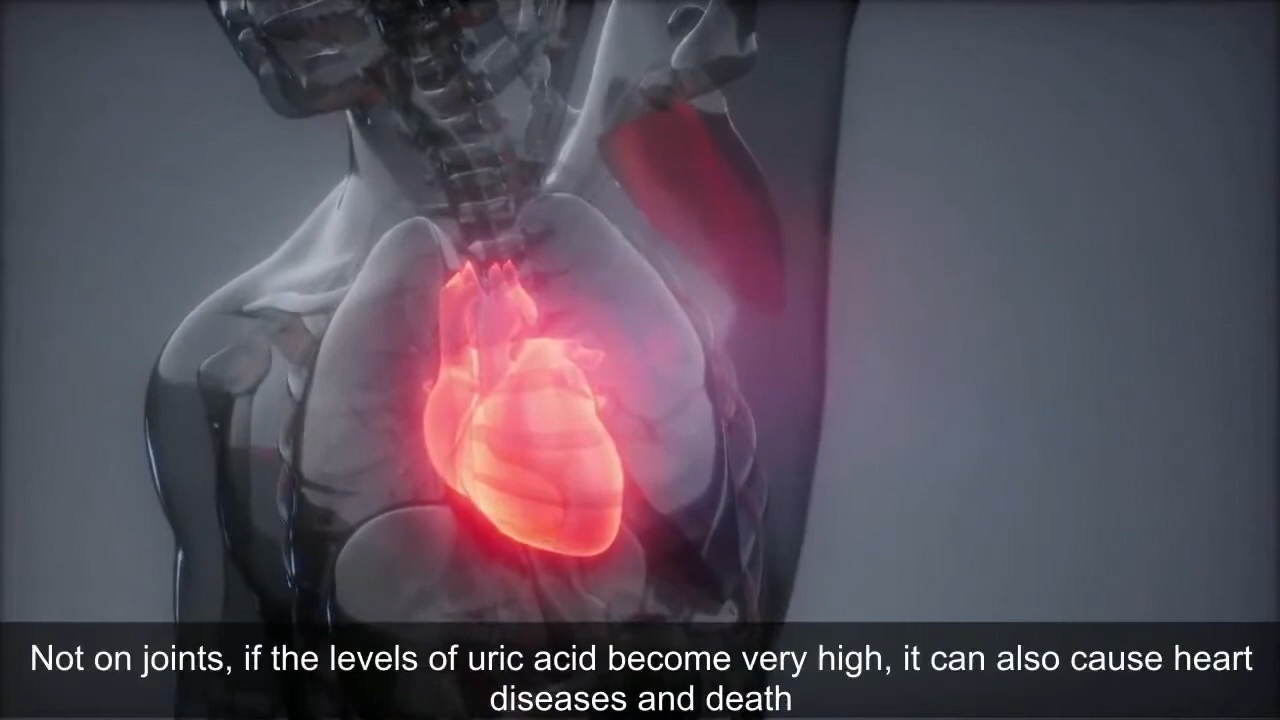 Not on joints, if the levels of uric acid become very high, it can also cause heart
diseases and death